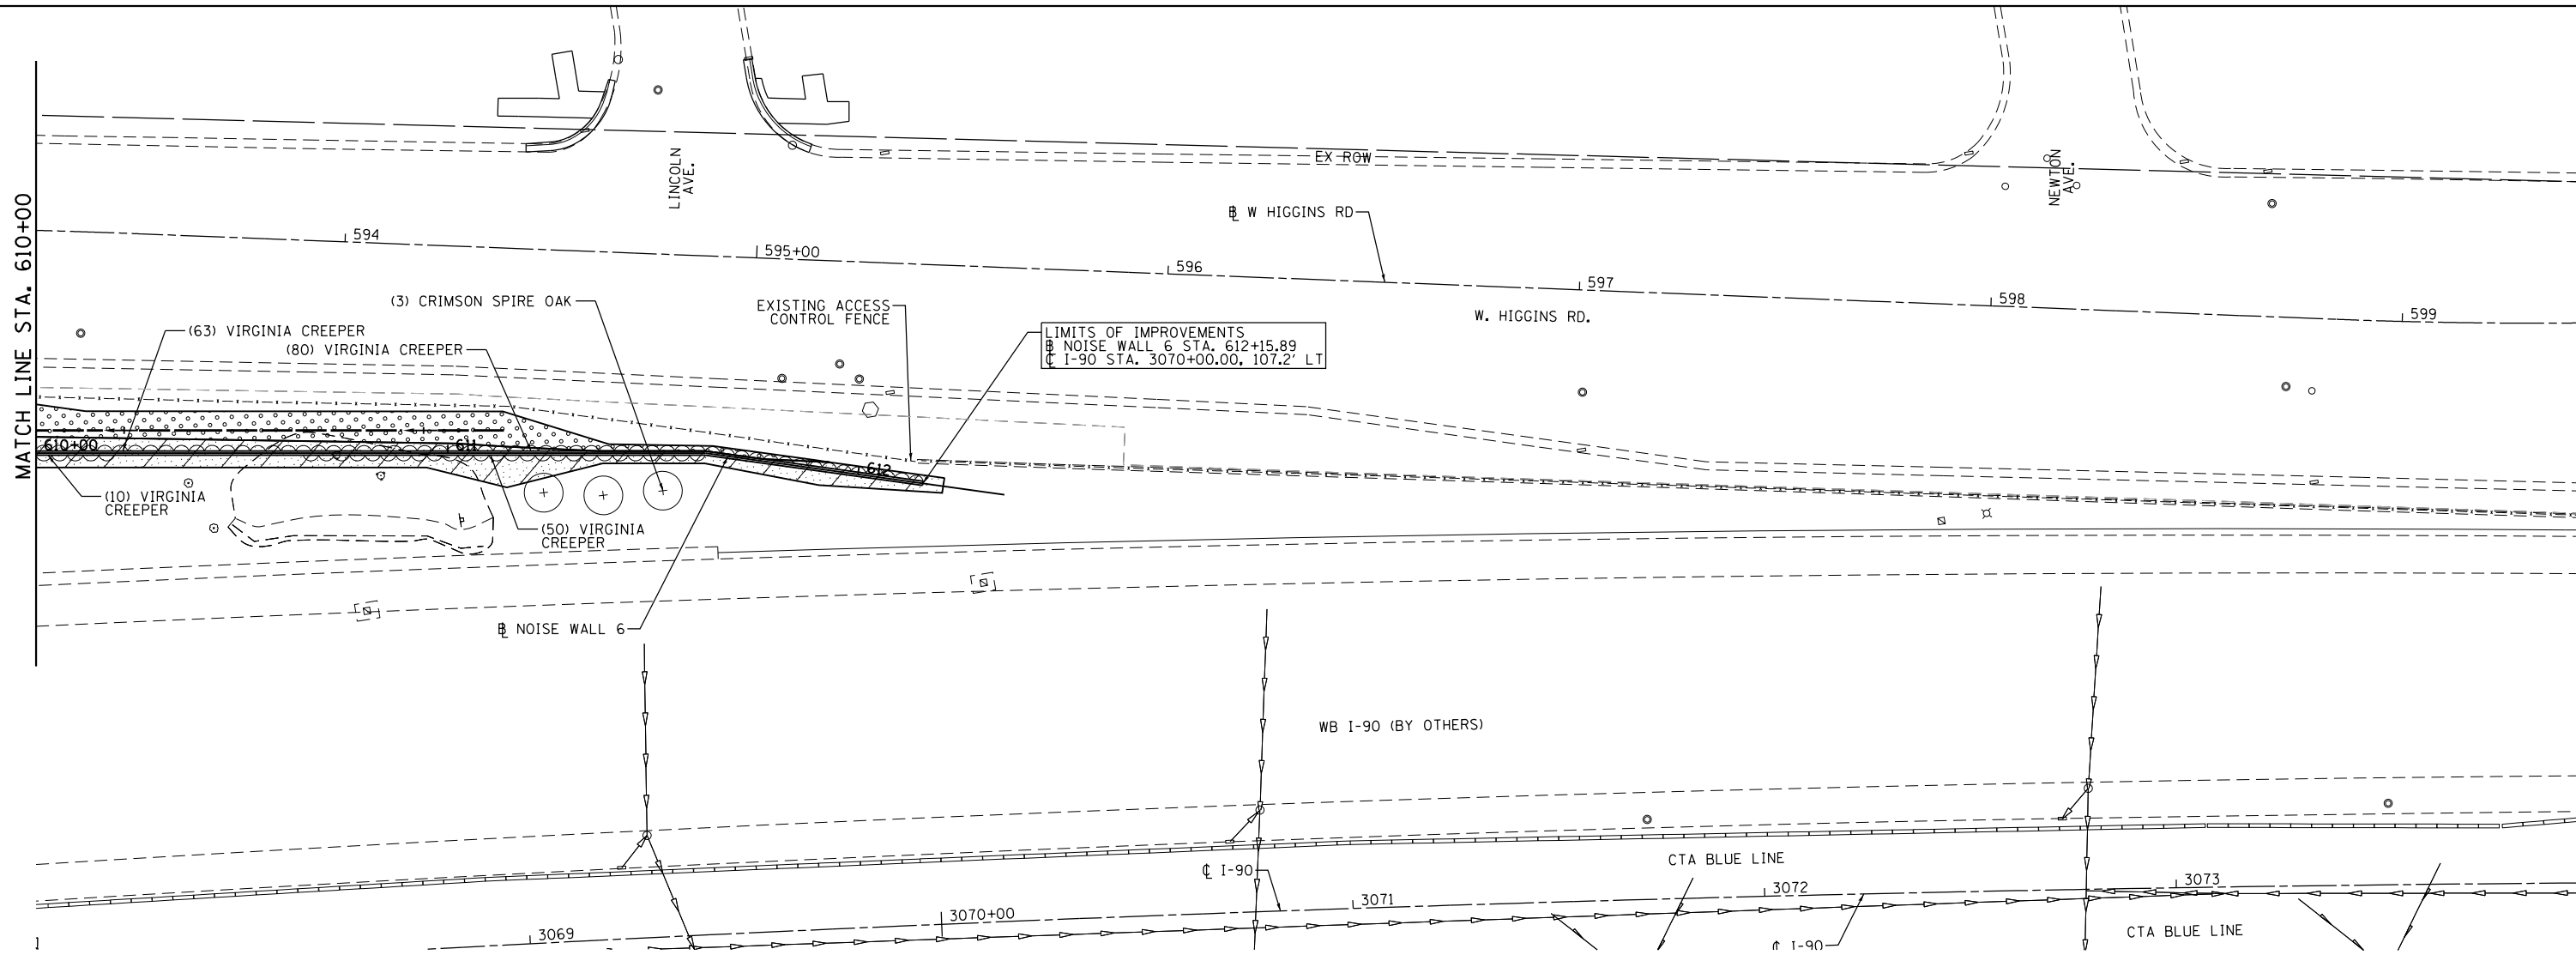 MATCH LINE STA. 610+00
LINCOLN
AVE.
EX ROW
NEWTON
AVE.
℄ W HIGGINS RD
594
595+00
596
597
598
599
(3) CRIMSON SPIRE OAK
EXISTING ACCESS
CONTROL FENCE
W. HIGGINS RD.
(63) VIRGINIA CREEPER
(80) VIRGINIA CREEPER
LIMITS OF IMPROVEMENTS
NOISE WALL 6 STA. 612+15.89
℄ I-90 STA. 3070+00.00, 107.2' LT
610+00
611
612
(10) VIRGINIA
CREEPER
(50) VIRGINIA
CREEPER
NOISE WALL 6
WB I-90 (BY OTHERS)
CTA BLUE LINE
℄ I-90
3069
3070+00
3071
3072
3073
℄ I-90
CTA BLUE LINE